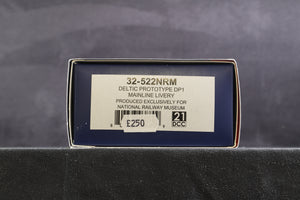 32-522NRM
DELTIC PROTOTYPE DP1
MAINLINE LIVERY
PRODUCED EXCLUSIVELY FOR
NATIONAL RAILWAY MUSEUM
£250
21
DCC